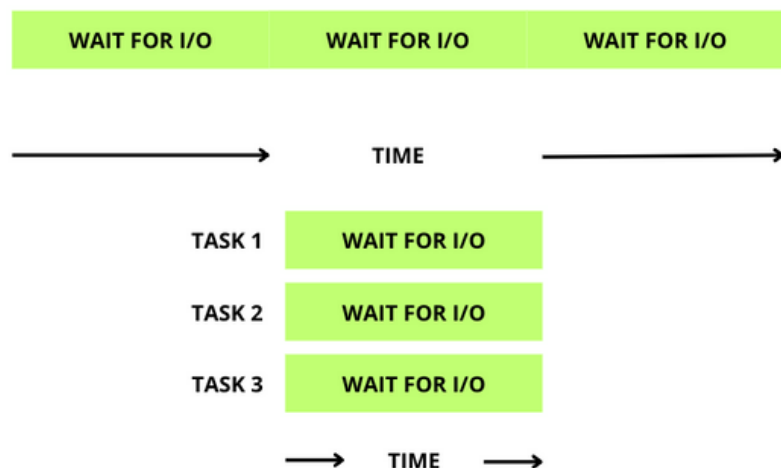 WAIT FOR I/O WAIT FOR I/O WAIT FOR I/O
TIME
TASK 1 WAIT FOR I/O
TASK 2 WAIT FOR I/O
TASK 3 WAIT FOR I/O
TIME